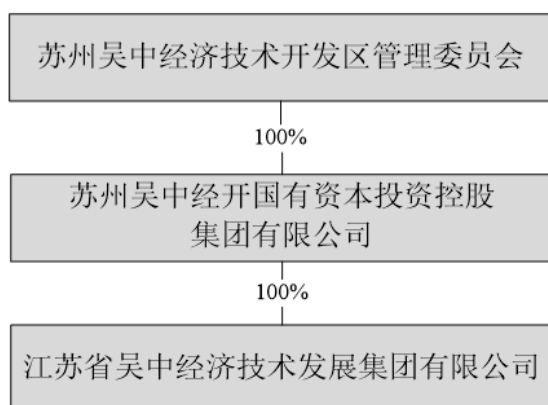 苏州吴中经济技术开发区管理委员会
100%
苏州吴中经开国有资本投资控股
集团有限公司
100%
江苏省吴中经济技术发展集团有限公司